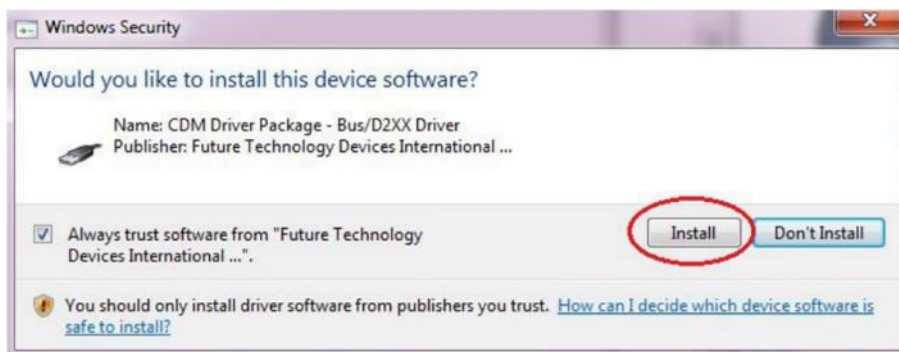 Windows Security
Would you like to install this device software?
Name: CDM Driver Package - Bus/D2XX Driver
Publisher: Future Technology Devices International ...
Always trust software from "Future Technology
Devices International ...".
Install
Don't Install
You should only install driver software from publishers you trust. How can I decide which device software is
safe to install?